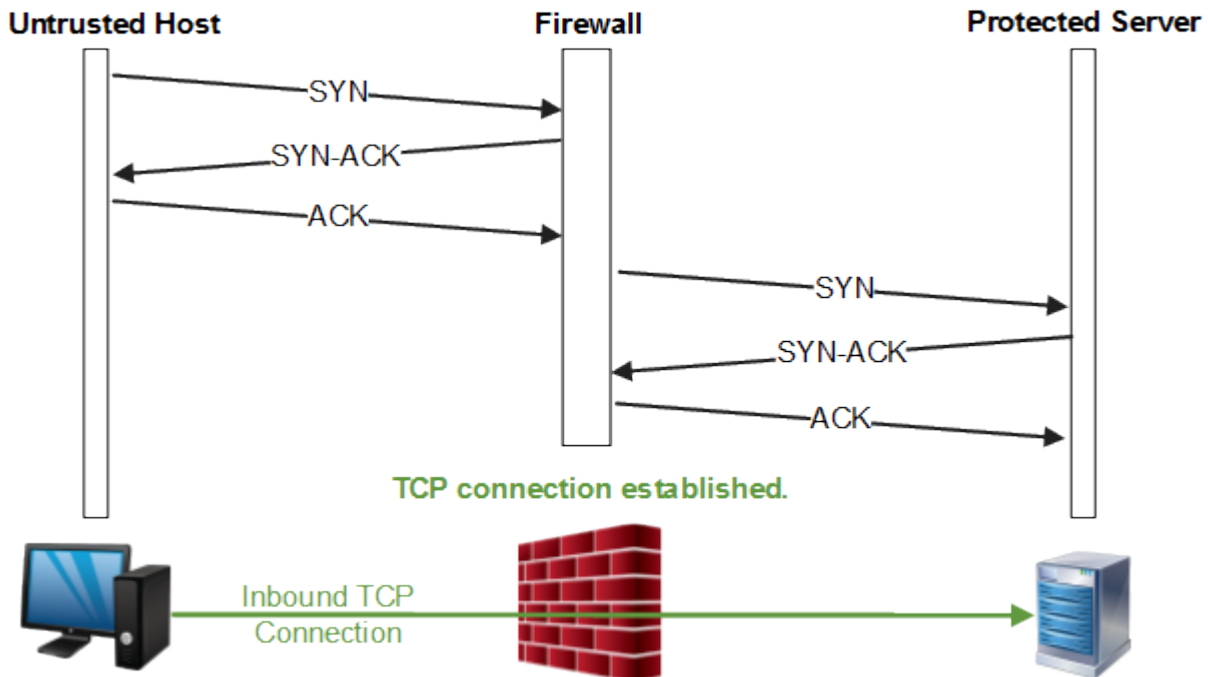 Untrusted Host
Firewall
Protected Server
SYN
SYN-ACK
ACK
SYN
SYN-ACK
ACK
TCP connection established.
Inbound TCP
Connection